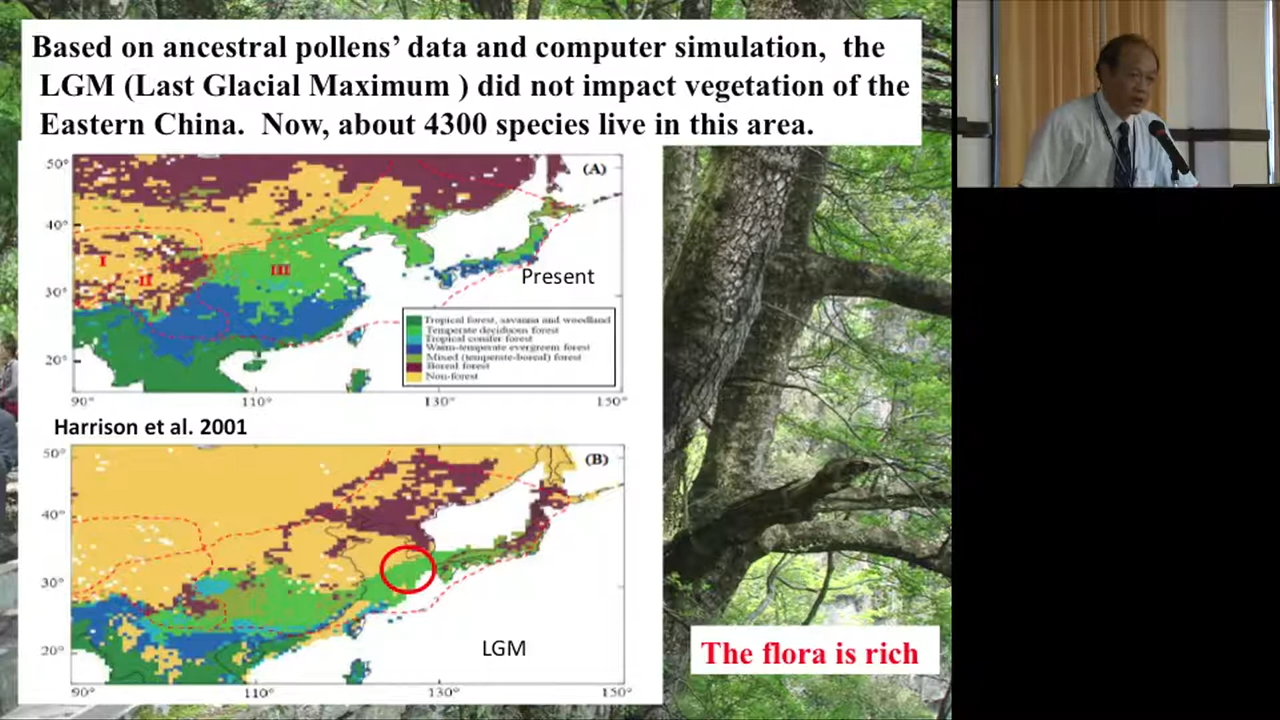 Based on ancestral pollens' data and computer simulation, the
LGM (Last Glacial Maximum ) did not impact vegetation of the
Eastern China. Now, about 4300 species live in this area.
50°
(A)
40°
I
II
III
Present
30°
Tropical forest, savanna and woodland
Temperate deciduous forest
Tropical conifer forest
Warm-temperate evergreen forest
Mixed (temperate-boreal) forest
Boreal forest
Non-forest
20°
90°
110°
130°
150°
Harrison et al. 2001
50°
(B)
40°
30°
LGM
20°
90°
110°
130°
150°
The flora is rich